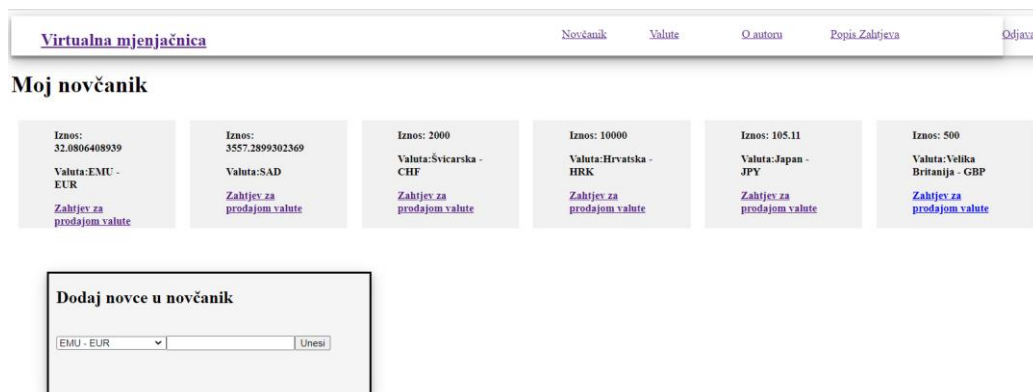 Virtualna mjenjačnica Novčanik Valute O autoru Popis Zahtjeva Odjava
Moj novčanik
Iznos:
32.0806408939
Valuta:EMU -
EUR
Zahtjev za
prodajom valute
Iznos:
3557.2899302369
Valuta:SAD
Zahtjev za
prodajom valute
Iznos: 2000
Valuta:Švicarska -
CHF
Zahtjev za
prodajom valute
Iznos: 10000
Valuta:Hrvatska -
HRK
Zahtjev za
prodajom valute
Iznos: 105.11
Valuta:Japan -
JPY
Zahtjev za
prodajom valute
Iznos: 500
Valuta:Velika
Britanija - GBP
Zahtjev za
prodajom valute
Dodaj novce u novčanik
EMU - EUR Unesi